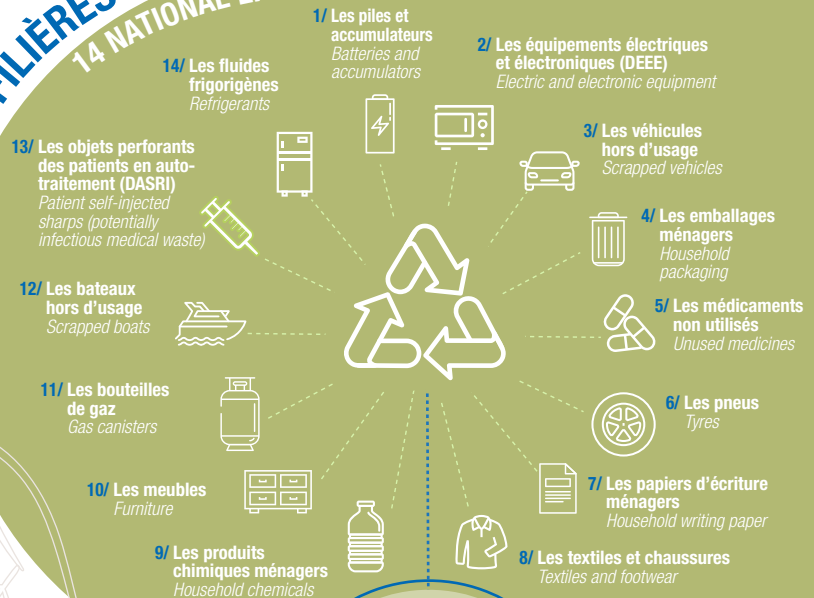 FILIÈRES
14 NATIONAL
1/ Les piles et
accumulateurs
Batteries and
accumulators
2/ Les équipements électriques
et électroniques (DEEE)
Electric and electronic equipment
3/ Les véhicules
hors d'usage
Scrapped vehicles
4/ Les emballages
ménagers
Household
packaging
5/ Les médicaments
non utilisés
Unused medicines
6/ Les pneus
Tyres
7/ Les papiers d'écriture
ménagers
Household writing paper
8/ Les textiles et chaussures
Textiles and footwear
9/ Les produits
chimiques ménagers
Household chemicals
10/ Les meubles
Furniture
11/ Les bouteilles
de gaz
Gas canisters
12/ Les bateaux
hors d'usage
Scrapped boats
13/ Les objets perforants
des patients en auto-
traitement (DASRI)
Patient self-injected
sharps (potentially
infectious medical waste)
14/ Les fluides
frigorigènes
Refrigerants